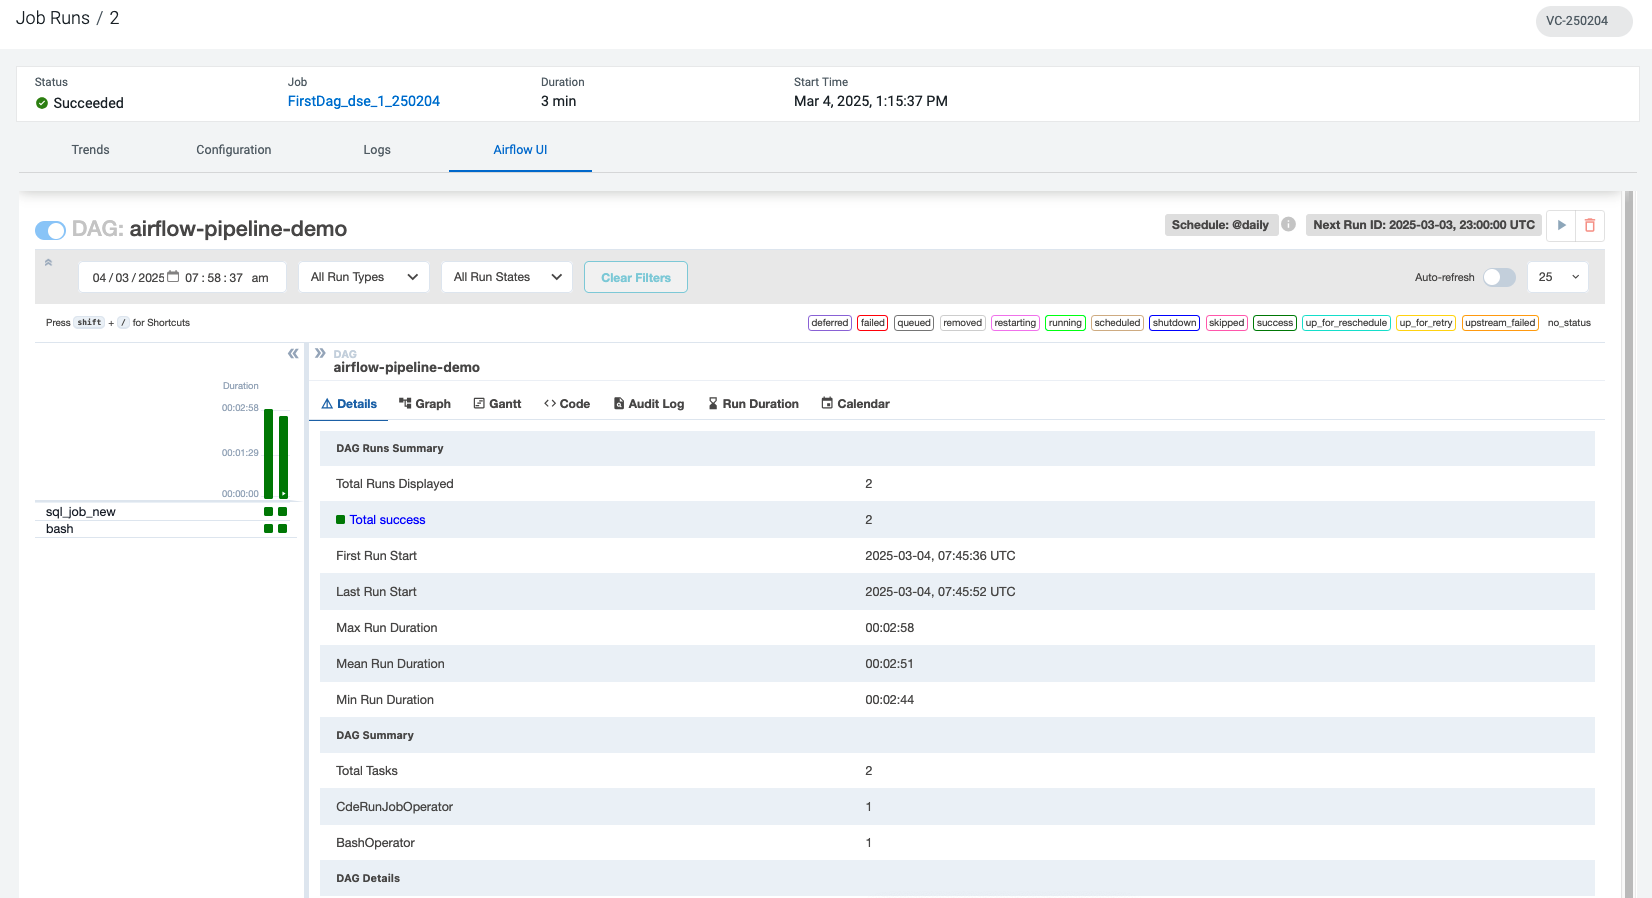 Job Runs / 2
VC-250204
Status
Succeeded
Job
FirstDag_dse_1_250204
Duration
3 min
Start Time
Mar 4, 2025, 1:15:37 PM
Trends
Configuration
Logs
Airflow UI
DAG: airflow-pipeline-demo
Schedule: @daily
Next Run ID: 2025-03-03, 23:00:00 UTC
04/03/2025 07:58:37 am
All Run Types
All Run States
Clear Filters
Auto-refresh
25
Press shift + / for Shortcuts
deferred failed queued removed restarting running scheduled shutdown skipped success up_for_reschedule up_for_retry upstream_failed no_status
Duration
00:02:58
00:01:29
00:00:00
sql_job_new
bash
DAG
airflow-pipeline-demo
Details
Graph
Gantt
Code
Audit Log
Run Duration
Calendar
DAG Runs Summary
Total Runs Displayed 2
Total success 2
First Run Start 2025-03-04, 07:45:36 UTC
Last Run Start 2025-03-04, 07:45:52 UTC
Max Run Duration 00:02:58
Mean Run Duration 00:02:51
Min Run Duration 00:02:44
DAG Summary
Total Tasks 2
CdeRunJobOperator 1
BashOperator 1
DAG Details